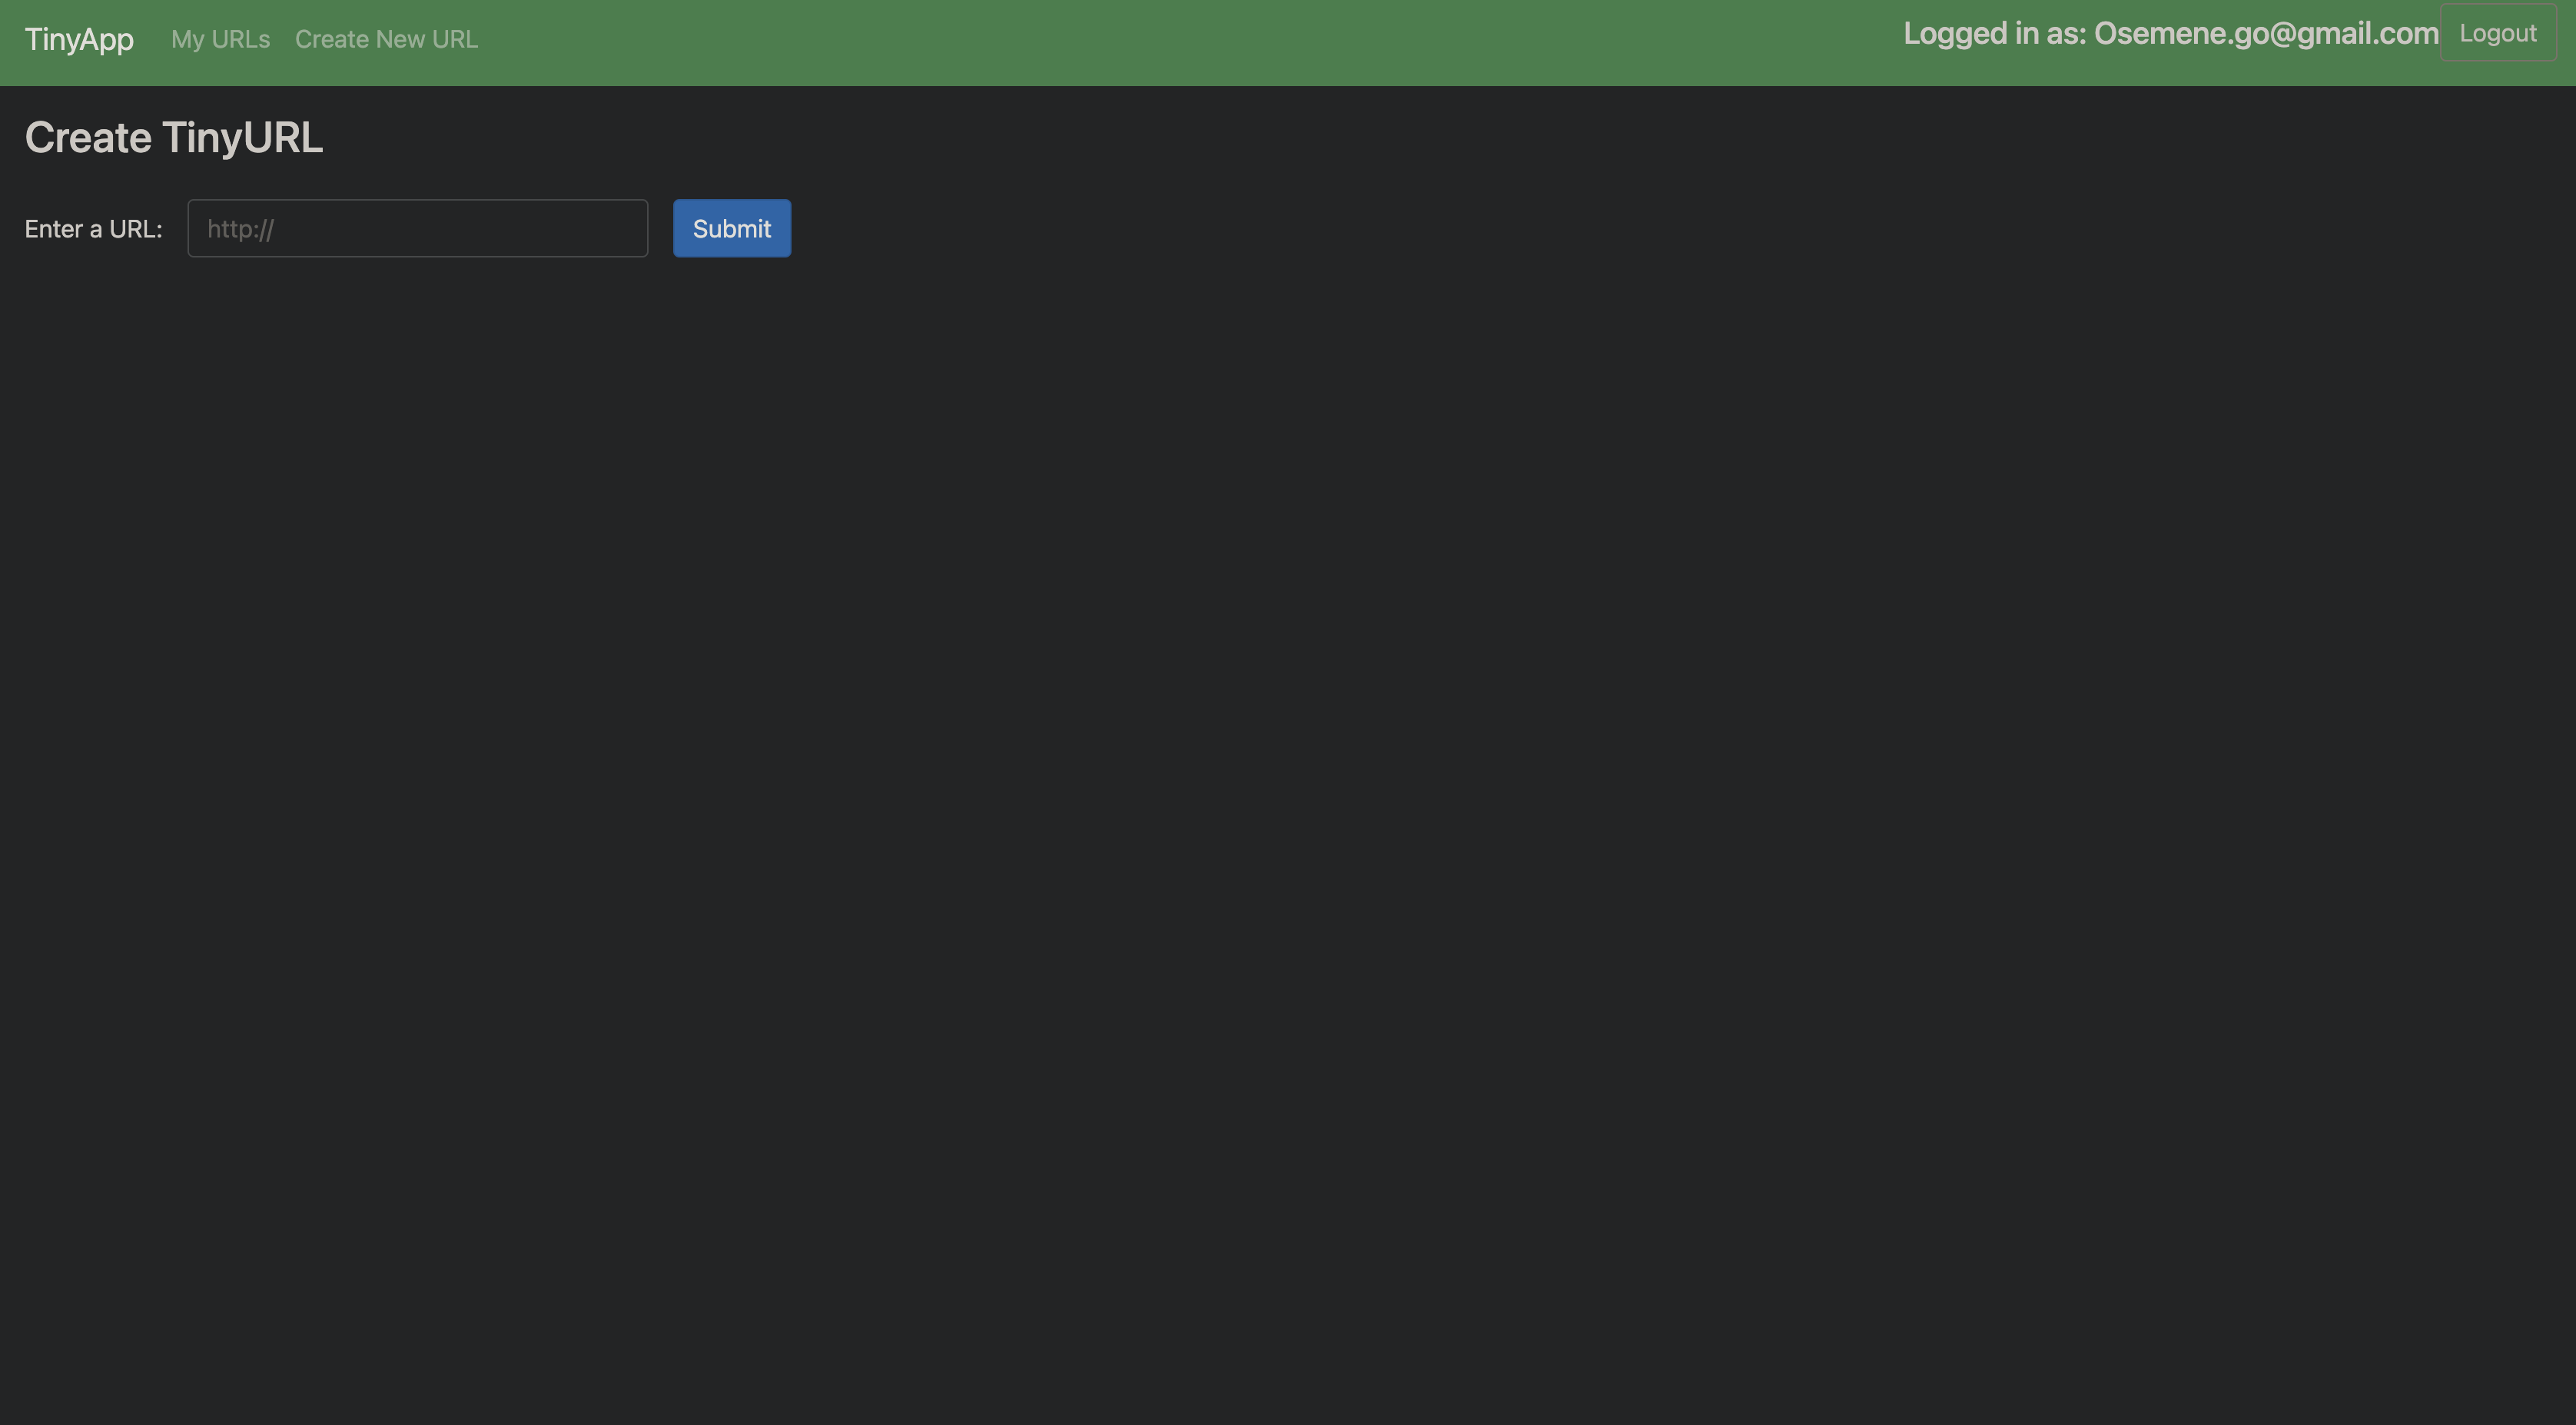 TinyApp My URLs Create New URL Logged in as: Osemene.go@gmail.com Logout
Create TinyURL
Enter a URL: http:// Submit